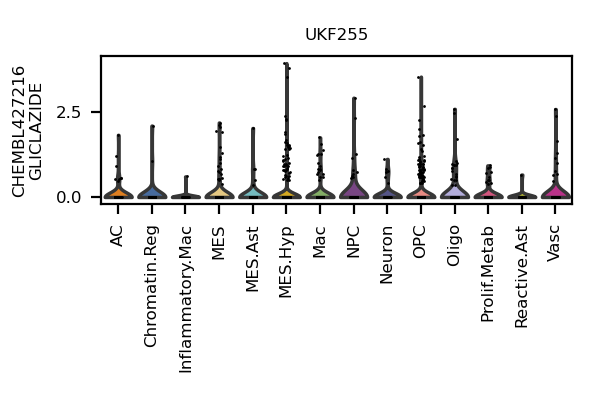 UKF255
CHEMBL427216
GLICLAZIDE
2.5
0.0
AC
Chromatin.Reg
Inflammatory.Mac
MES
MES.Ast
MES.Hyp
Mac
NPC
Neuron
OPC
Oligo
Prolif.Metab
Reactive.Ast
Vasc